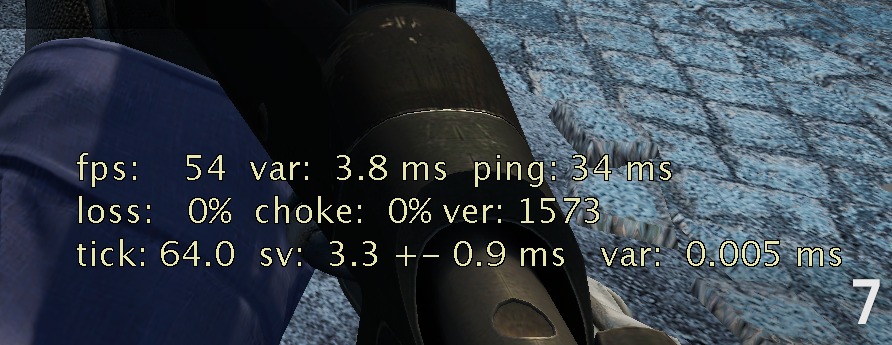 fps: 54 var: 3.8 ms ping: 34 ms
loss: 0% choke: 0% ver: 1573
tick: 64.0 sv: 3.3 +- 0.9 ms var: 0.005 ms
7